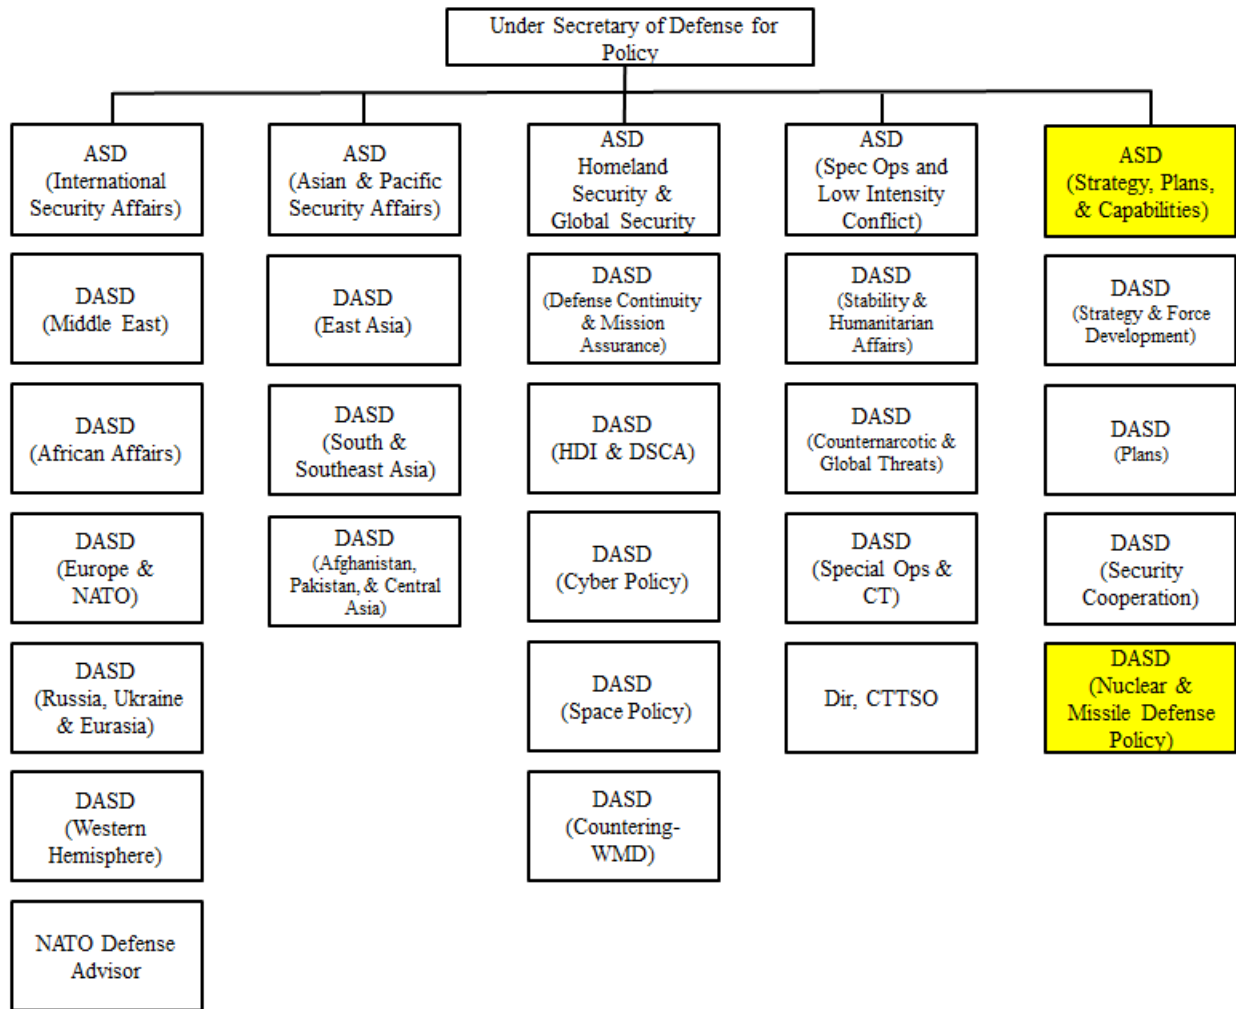 Under Secretary of Defense for
Policy
ASD
(International
Security Affairs)
DASD
(Middle East)
DASD
(African Affairs)
DASD
(Europe &
NATO)
DASD
(Russia, Ukraine
& Eurasia)
DASD
(Western
Hemisphere)
NATO Defense
Advisor
ASD
(Asian & Pacific
Security Affairs)
DASD
(East Asia)
DASD
(South &
Southeast Asia)
DASD
(Afghanistan,
Pakistan, & Central
Asia)
ASD
Homeland
Security &
Global Security
DASD
(Defense Continuity
& Mission
Assurance)
DASD
(HDI & DSCA)
DASD
(Cyber Policy)
DASD
(Space Policy)
DASD
(Countering-
WMD)
ASD
(Spec Ops and
Low Intensity
Conflict)
DASD
(Stability &
Humanitarian
Affairs)
DASD
(Counternarcotic &
Global Threats)
DASD
(Special Ops &
CT)
Dir, CTTSO
ASD
(Strategy, Plans,
& Capabilities)
DASD
(Strategy & Force
Development)
DASD
(Plans)
DASD
(Security
Cooperation)
DASD
(Nuclear &
Missile Defense
Policy)